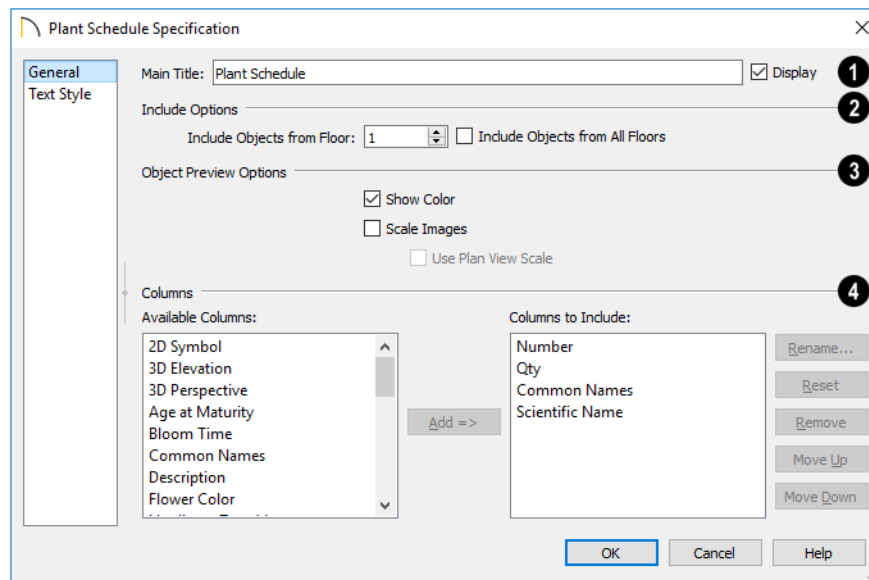 Plant Schedule Specification
General
Text Style
Main Title: Plant Schedule Display 1
Include Options 2
Include Objects from Floor: 1 Include Objects from All Floors
Object Preview Options 3
Show Color
Scale Images
Use Plan View Scale
Columns 4
Available Columns:
2D Symbol
3D Elevation
3D Perspective
Age at Maturity
Bloom Time
Common Names
Description
Flower Color
Add =>
Columns to Include:
Number
Qty
Common Names
Scientific Name
Rename...
Reset
Remove
Move Up
Move Down
OK Cancel Help